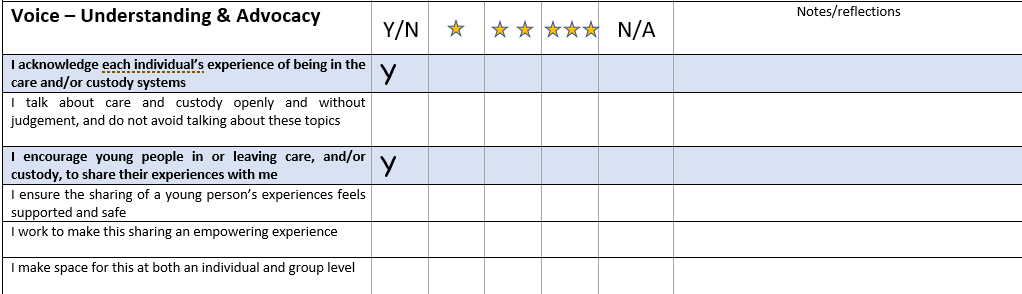 Voice – Understanding & Advocacy
Y/N
N/A
Notes/reflections
I acknowledge each individual's experience of being in the
care and/or custody systems
Y
I talk about care and custody openly and without
judgement, and do not avoid talking about these topics
I encourage young people in or leaving care, and/or
custody, to share their experiences with me
Y
I ensure the sharing of a young person's experiences feels
supported and safe
I work to make this sharing an empowering experience
I make space for this at both an individual and group level